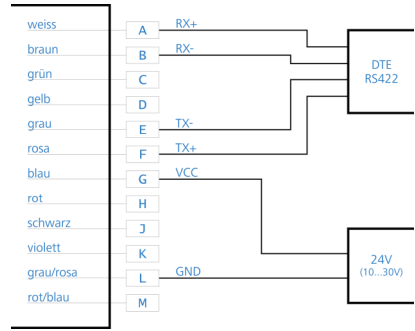 weiss A RX+
braun B RX-
grün C
gelb D
grau E TX-
rosa F TX+
blau G VCC
rot H
schwarz J
violett K
grau/rosa L GND
rot/blau M
DTE
RS422
24V
(10...30V)